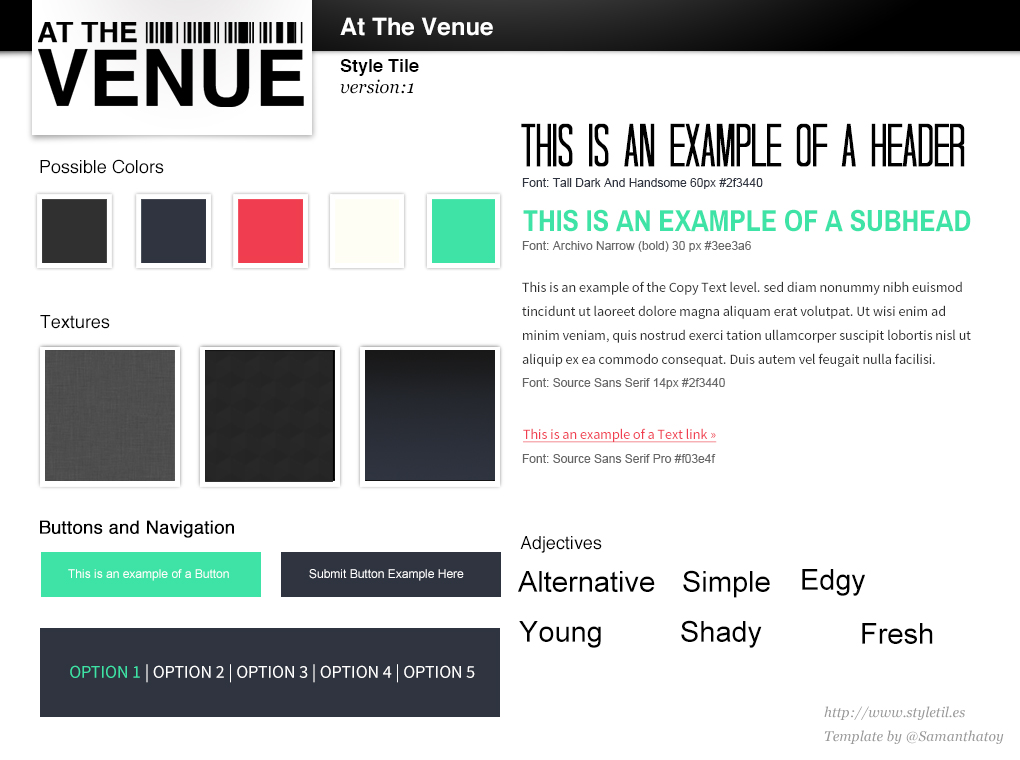 AT THE
VENUE
At The Venue
Style Tile
version:1
Possible Colors
Textures
Buttons and Navigation
This is an example of a Button
Submit Button Example Here
OPTION 1 | OPTION 2 | OPTION 3 | OPTION 4 | OPTION 5
THIS IS AN EXAMPLE OF A HEADER
Font: Tall Dark And Handsome 60px #2f3440
THIS IS AN EXAMPLE OF A SUBHEAD
Font: Archivo Narrow (bold) 30 px #3ee3a6
This is an example of the Copy Text level. sed diam nonummy nibh euismod
tincidunt ut laoreet dolore magna aliquam erat volutpat. Ut wisi enim ad
minim veniam, quis nostrud exerci tation ullamcorper suscipit lobortis nisl ut
aliquip ex ea commodo consequat. Duis autem vel feugait nulla facilisi.
Font: Source Sans Serif 14px #2f3440
This is an example of a Text link »
Font: Source Sans Serif Pro #f03e4f
Adjectives
Alternative Simple Edgy
Young Shady Fresh
http://www.styletil.es
Template by @Samanthatoy